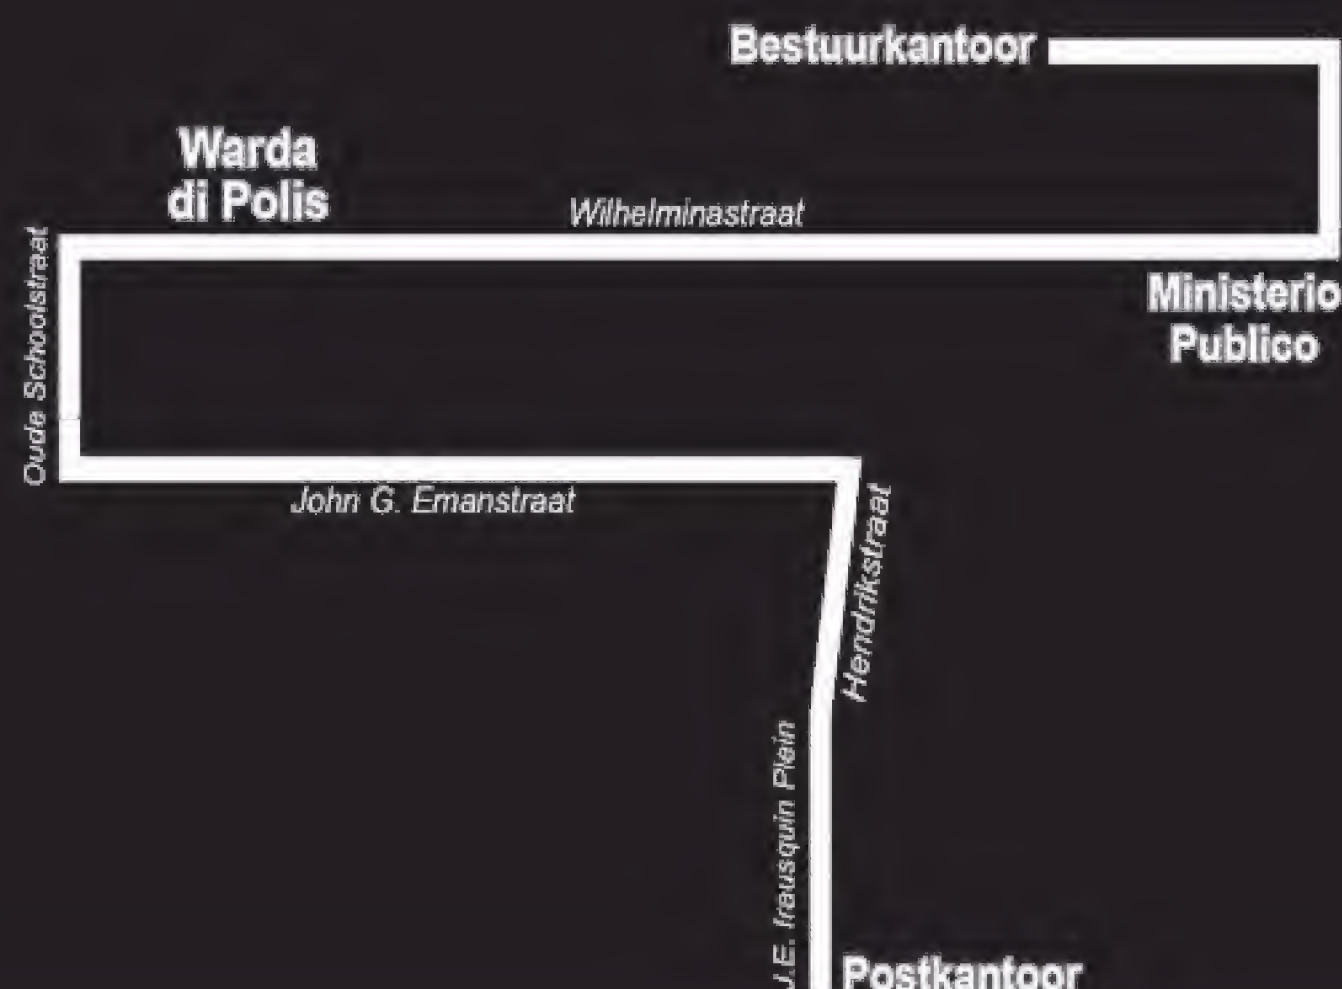 Bestuurkantoor
Warda
di Polis
Wilhelminastraat
Oude Schoolstraat
Ministerio
Publico
John G. Emanstraat
Hendrikstraat
J.E. Irausquin Plein
Postkantoor